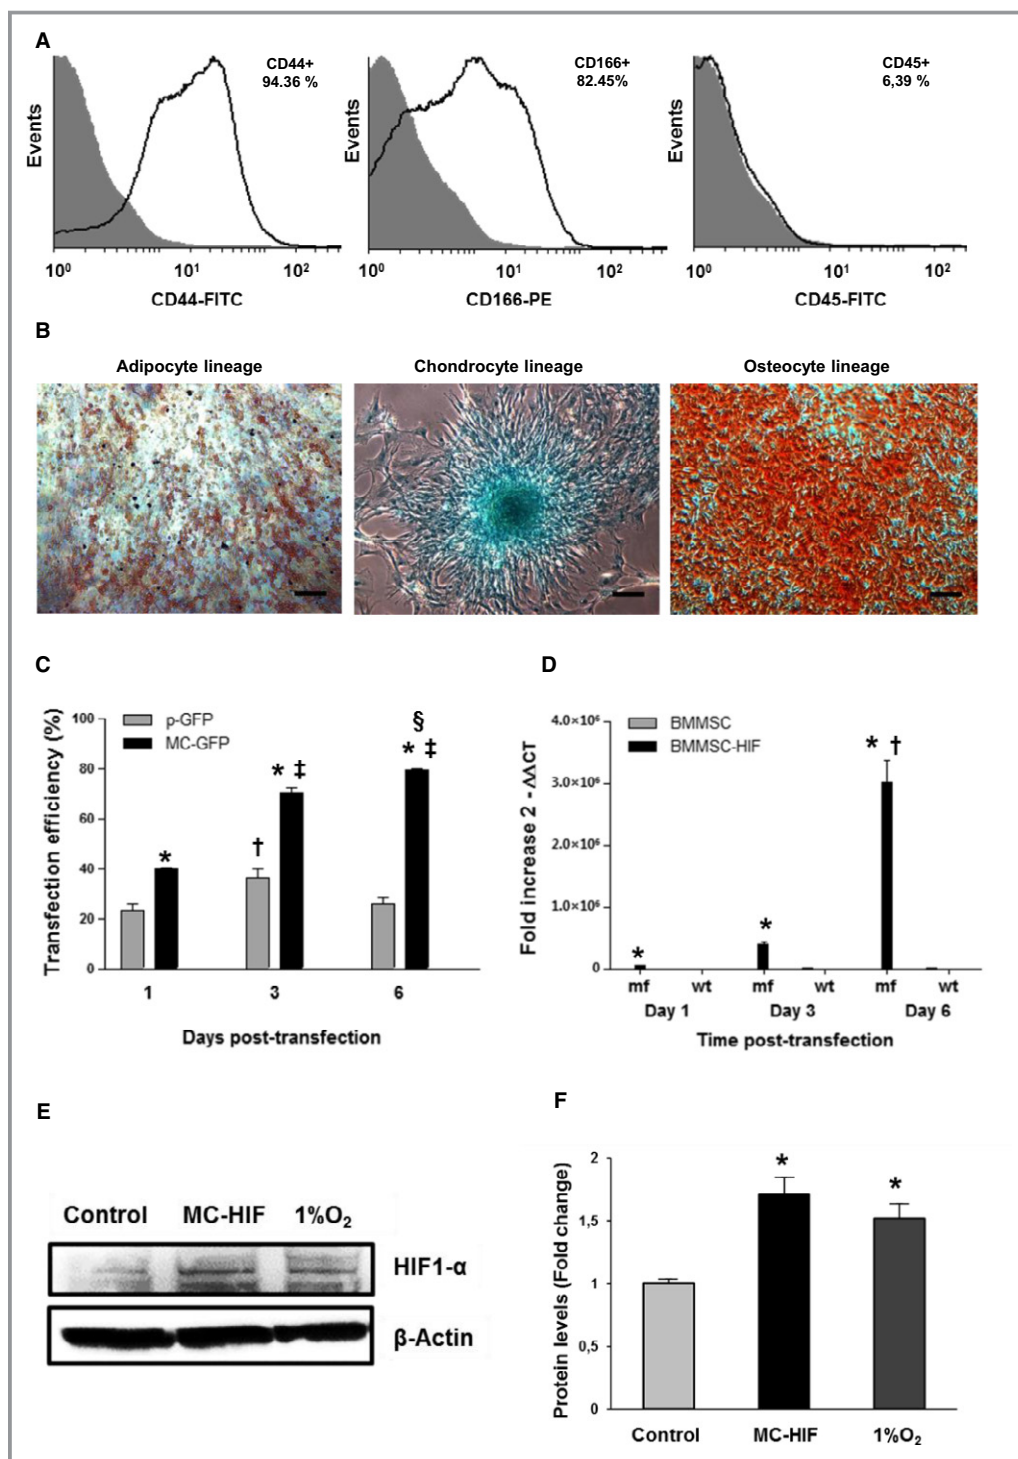 A
CD44+
94.36 %
Events
10⁰ 10¹ 10²
CD44-FITC
CD166+
82.45%
Events
10⁰ 10¹ 10²
CD166-PE
CD45+
6,39 %
Events
10⁰ 10¹ 10²
CD45-FITC
B
Adipocyte lineage
Chondrocyte lineage
Osteocyte lineage
C
Transfection efficiency (%)
100
80
60
40
20
0
p-GFP
MC-GFP
*
†
* ‡
§
* ‡
1 3 6
Days post-transfection
D
Fold increase 2 - ΔΔCT
4.0×10⁶
3.0×10⁶
2.0×10⁶
1.0×10⁶
0
BMMSC
BMMSC-HIF
*
*
* †
mf wt mf wt mf wt
Day 1 Day 3 Day 6
Time post-transfection
E
Control MC-HIF 1%O₂
HIF1-α
β-Actin
F
Protein levels (Fold change)
2
1,5
1
0,5
0
*
*
Control MC-HIF 1%O₂